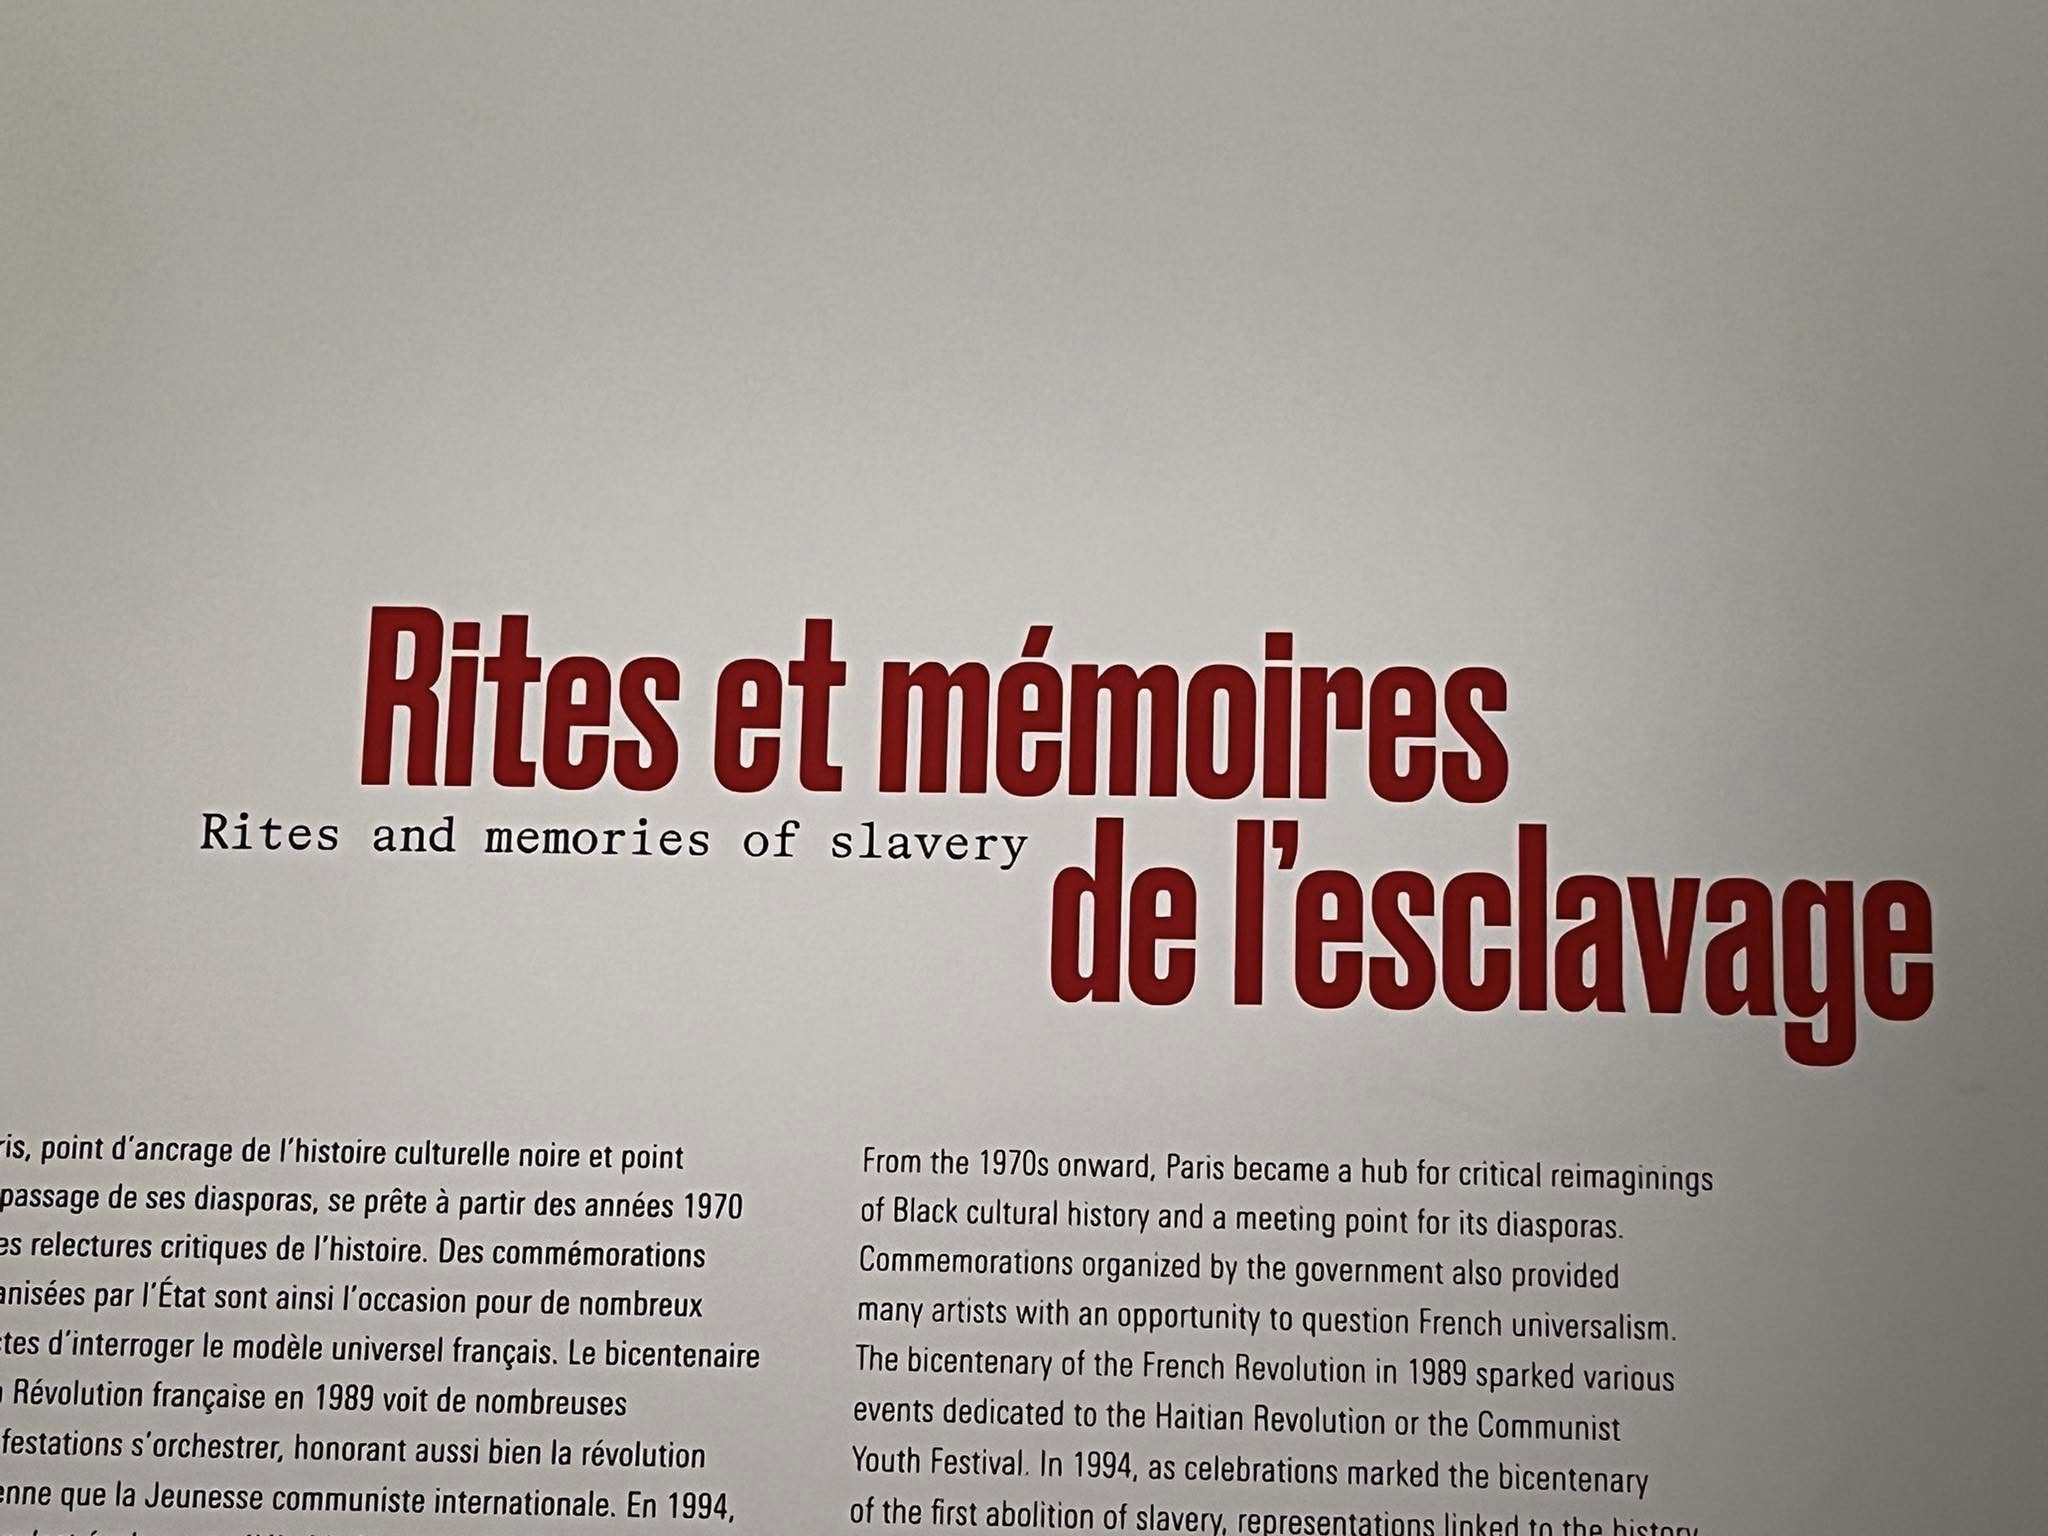 Rites et mémoires
de l'esclavage
Rites and memories of slavery
point d'ancrage de l'histoire culturelle noire et point
passage de ses diasporas, se prête à partir des années 1970
relectures critiques de l'histoire. Des commémorations
par l'État sont ainsi l'occasion pour de nombreux
d'interroger le modèle universel français. Le bicentenaire
Révolution française en 1989 voit de nombreuses
s'orchestrer, honorant aussi bien la révolution
que la Jeunesse communiste internationale. En 1994,
From the 1970s onward, Paris became a hub for critical reimaginings
of Black cultural history and a meeting point for its diasporas.
Commemorations organized by the government also provided
many artists with an opportunity to question French universalism.
The bicentenary of the French Revolution in 1989 sparked various
events dedicated to the Haitian Revolution or the Communist
Youth Festival. In 1994, as celebrations marked the bicentenary
of the first abolition of slavery, representations linked to the history